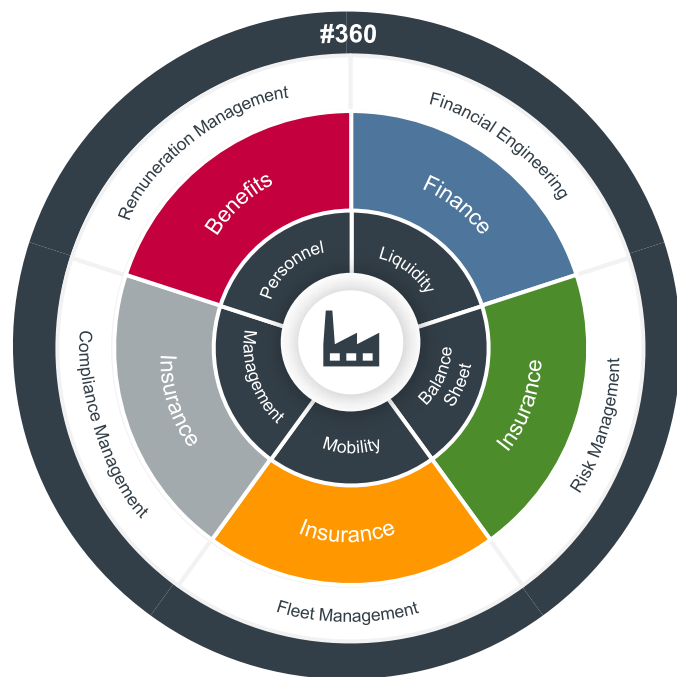 #360
Remuneration Management
Financial Engineering
Benefits
Finance
Personnel
Liquidity
Compliance Management
Insurance
Management
Balance
Sheet
Insurance
Risk Management
Mobility
Insurance
Fleet Management